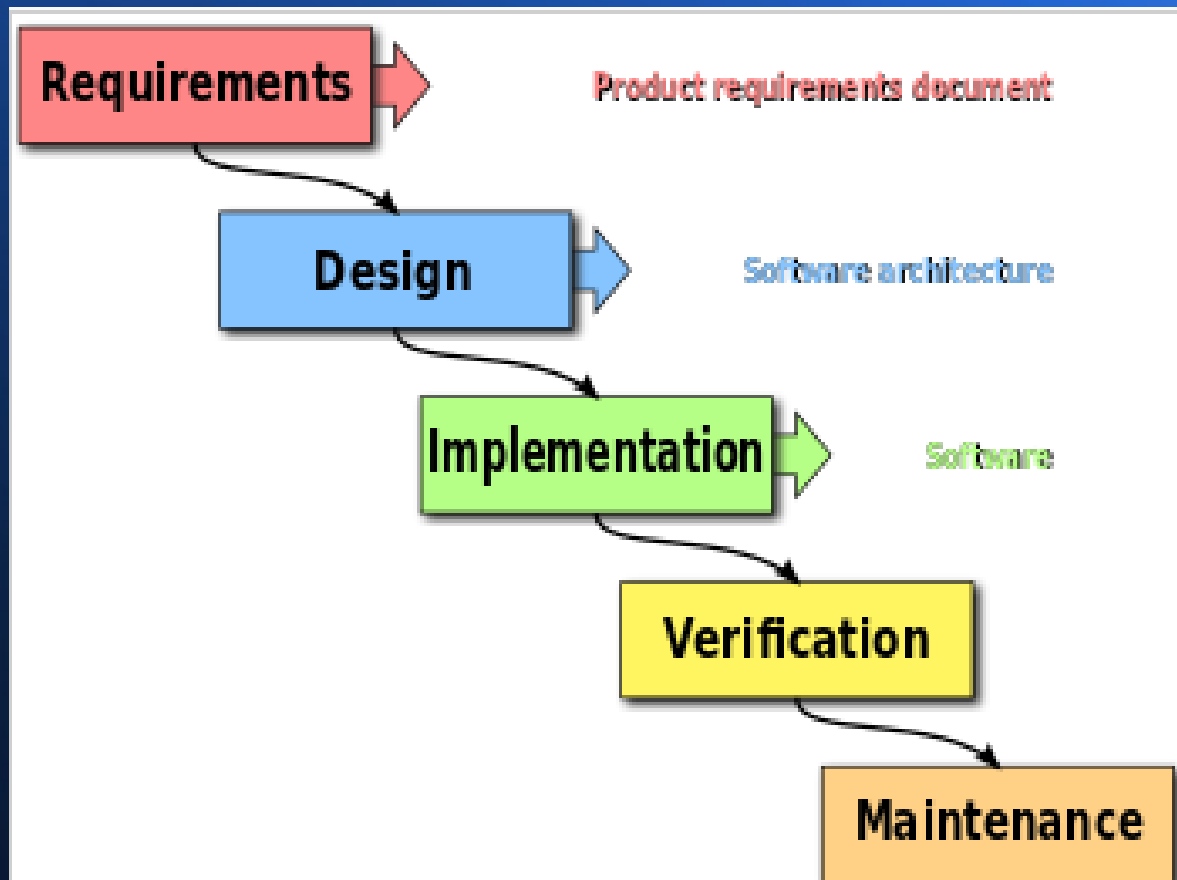 Requirements
Product requirements document
Design
Software architecture
Implementation
Software
Verification
Maintenance